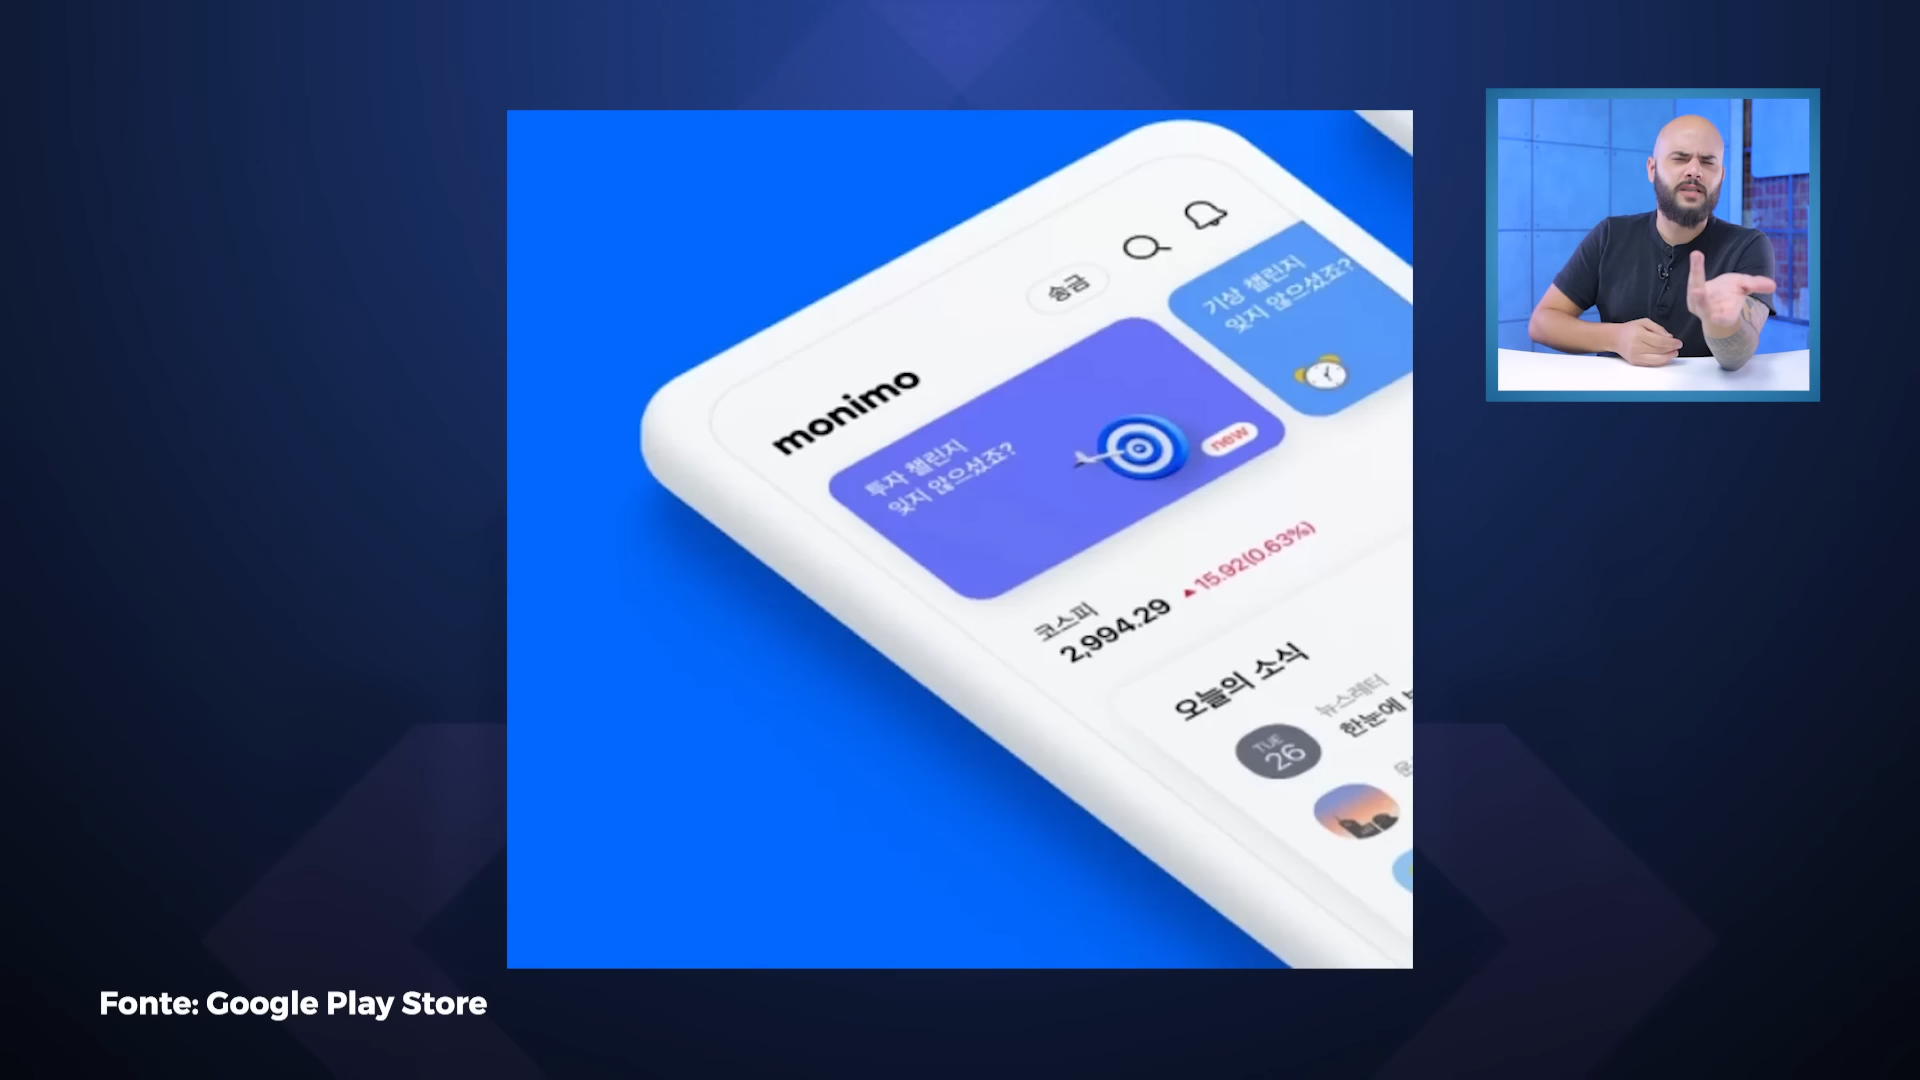 송금
기상 챌린지
잊지 않으셨죠?
monimo
투자 챌린지
잊지 않으셨죠?
new
코스피
2,994.29 ▲15.92(0.63%)
오늘의 소식
TUE
26
뉴스레터
한눈에
Fonte: Google Play Store